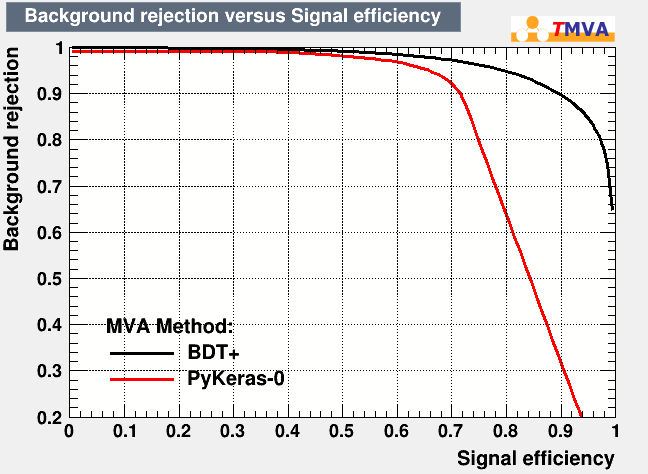 Background rejection versus Signal efficiency
TMVA
Background rejection
1
0.9
0.8
0.7
0.6
0.5
0.4
0.3
0.2
MVA Method:
BDT+
PyKeras-0
0 0.1 0.2 0.3 0.4 0.5 0.6 0.7 0.8 0.9 1
Signal efficiency